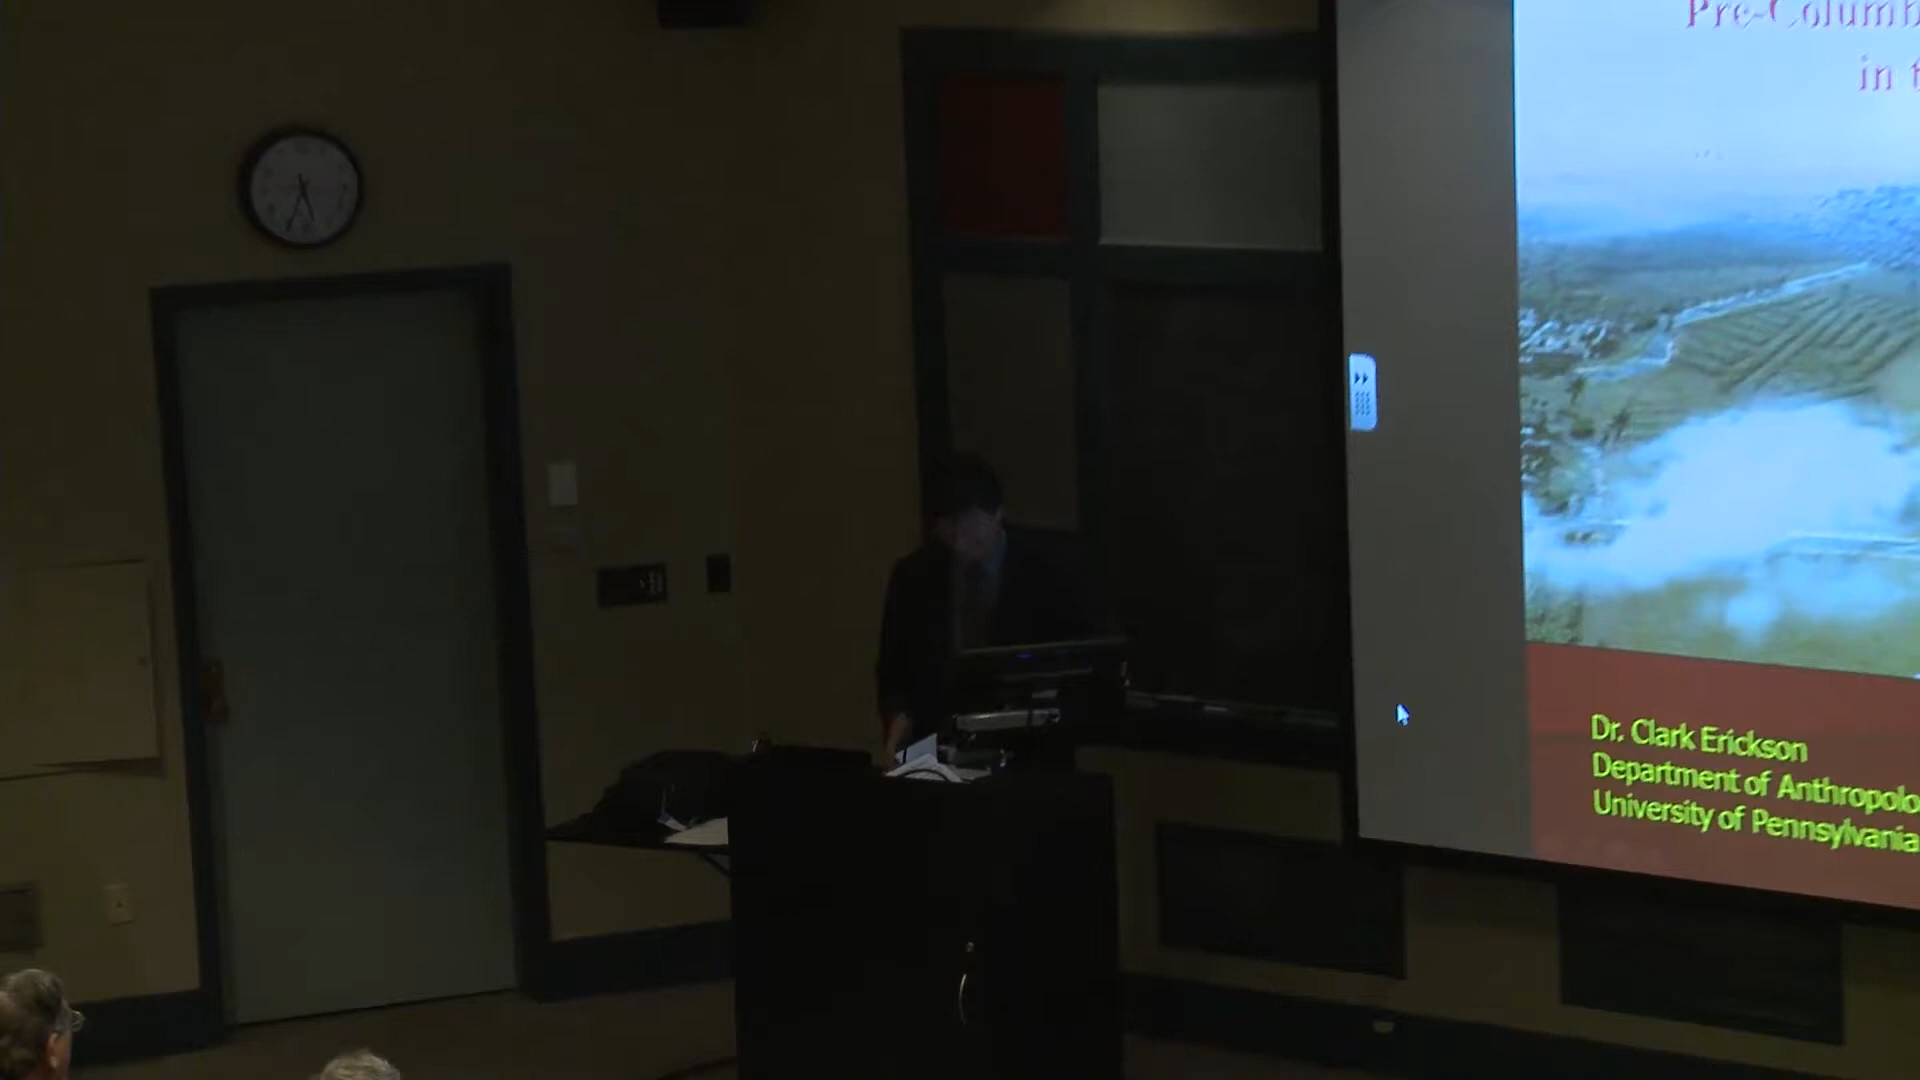 Pre-Columb
in t
Dr. Clark Erickson
Department of Anthropolo
University of Pennsylvania